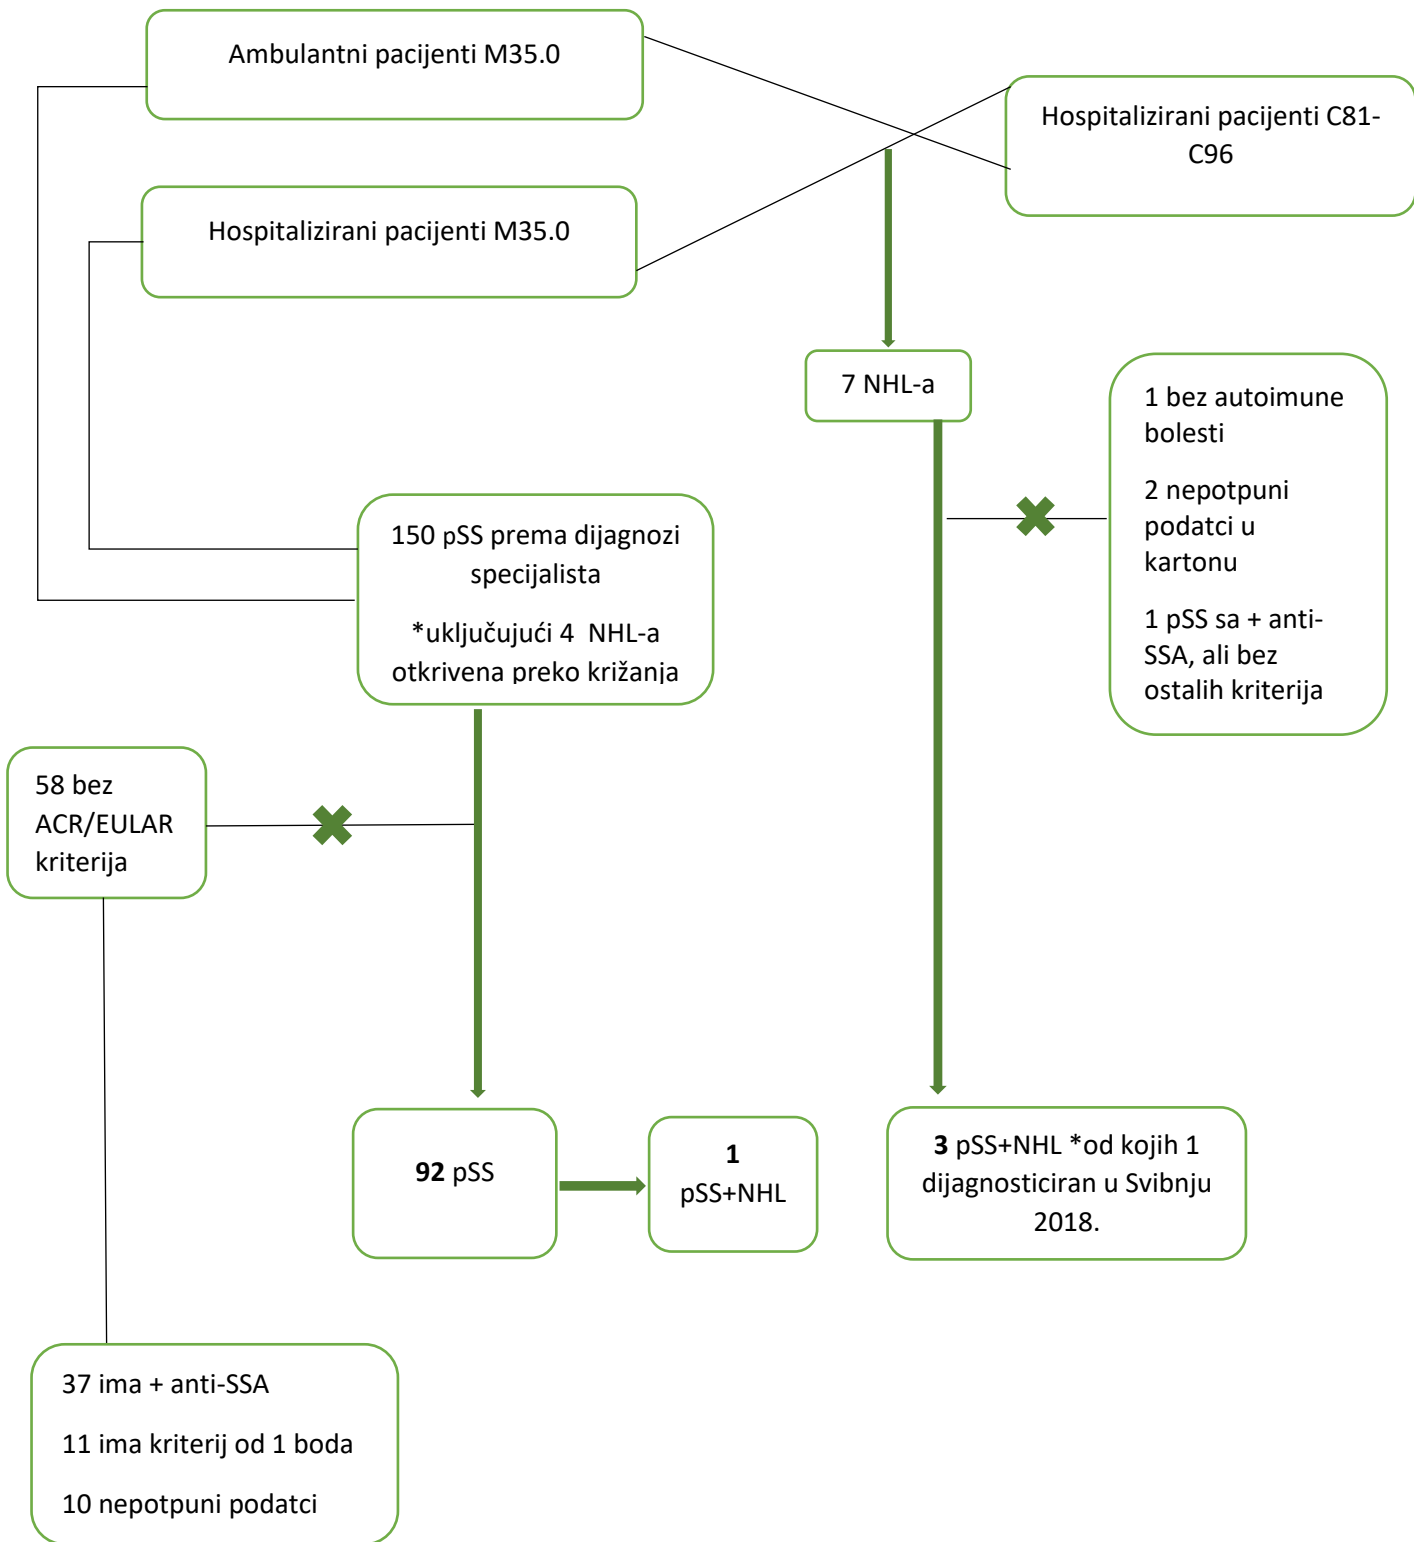 Ambulantni pacijenti M35.0
Hospitalizirani pacijenti C81-
C96
Hospitalizirani pacijenti M35.0
7 NHL-a
1 bez autoimune
bolesti
2 nepotpuni
podatci u
kartonu
1 pSS sa + anti-
SSA, ali bez
ostalih kriterija
150 pSS prema dijagnozi
specijalista
*uključujući 4 NHL-a
otkrivena preko križanja
58 bez
ACR/EULAR
kriterija
92 pSS
1
pSS+NHL
3 pSS+NHL *od kojih 1
dijagnosticiran u Svibnju
2018.
37 ima + anti-SSA
11 ima kriterij od 1 boda
10 nepotpuni podatci